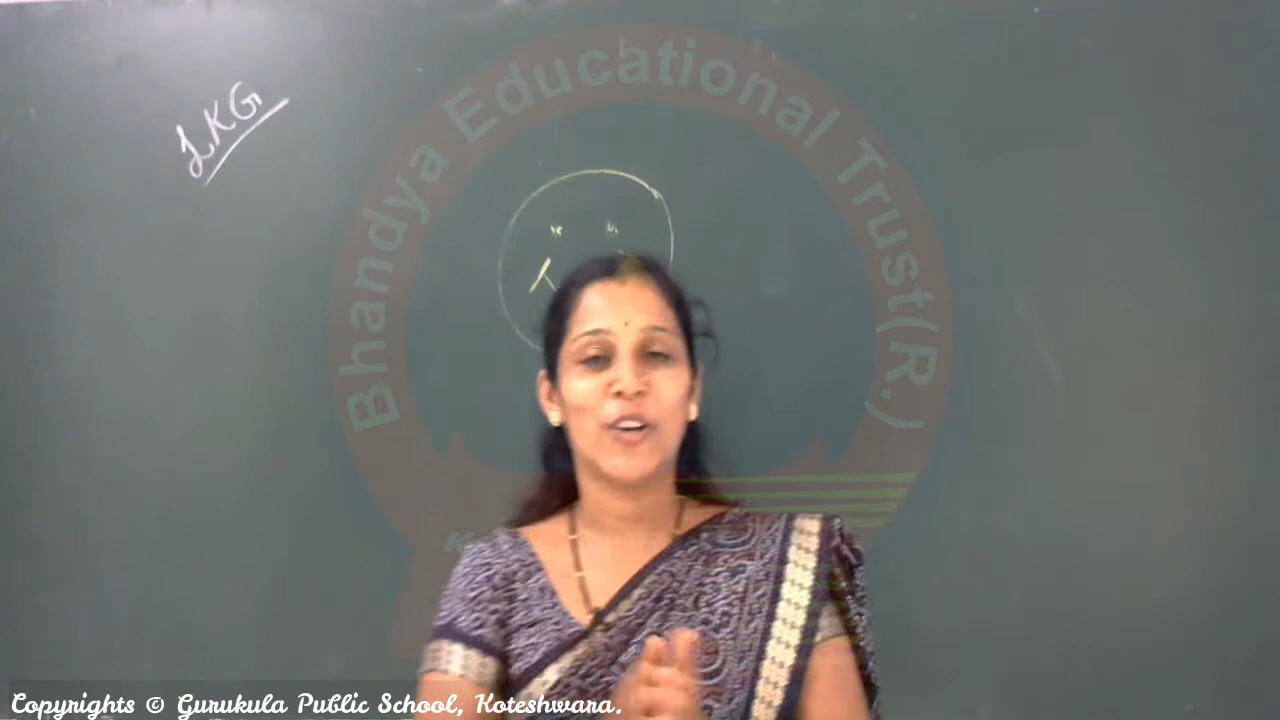 LKG
Bhandya Educational Trust(R.)
Copyrights © Gurukula Public School, Koteshwara.